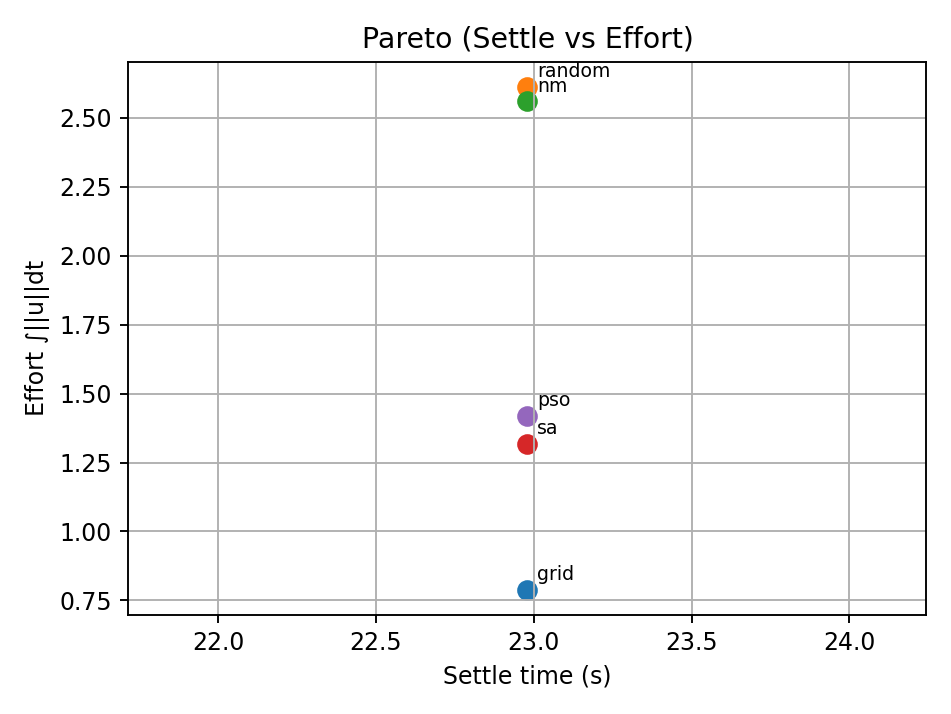 Pareto (Settle vs Effort)
random
nm
pso
sa
grid
Effort ∫||u||dt
2.50
2.25
2.00
1.75
1.50
1.25
1.00
0.75
22.0 22.5 23.0 23.5 24.0
Settle time (s)